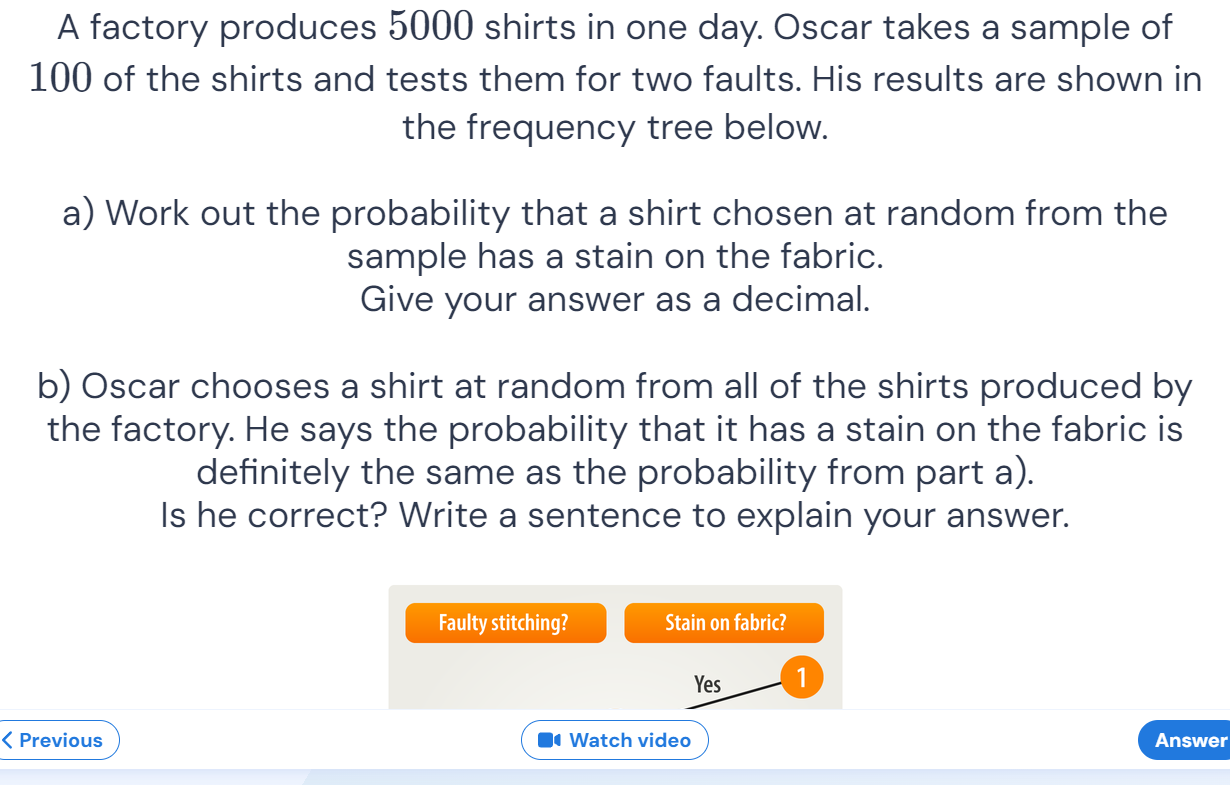 A factory produces 5000 shirts in one day. Oscar takes a sample of
100 of the shirts and tests them for two faults. His results are shown in
the frequency tree below.
a) Work out the probability that a shirt chosen at random from the
sample has a stain on the fabric.
Give your answer as a decimal.
b) Oscar chooses a shirt at random from all of the shirts produced by
the factory. He says the probability that it has a stain on the fabric is
definitely the same as the probability from part a).
Is he correct? Write a sentence to explain your answer.
Faulty stitching? Stain on fabric?
Yes 1
Previous Watch video Answer